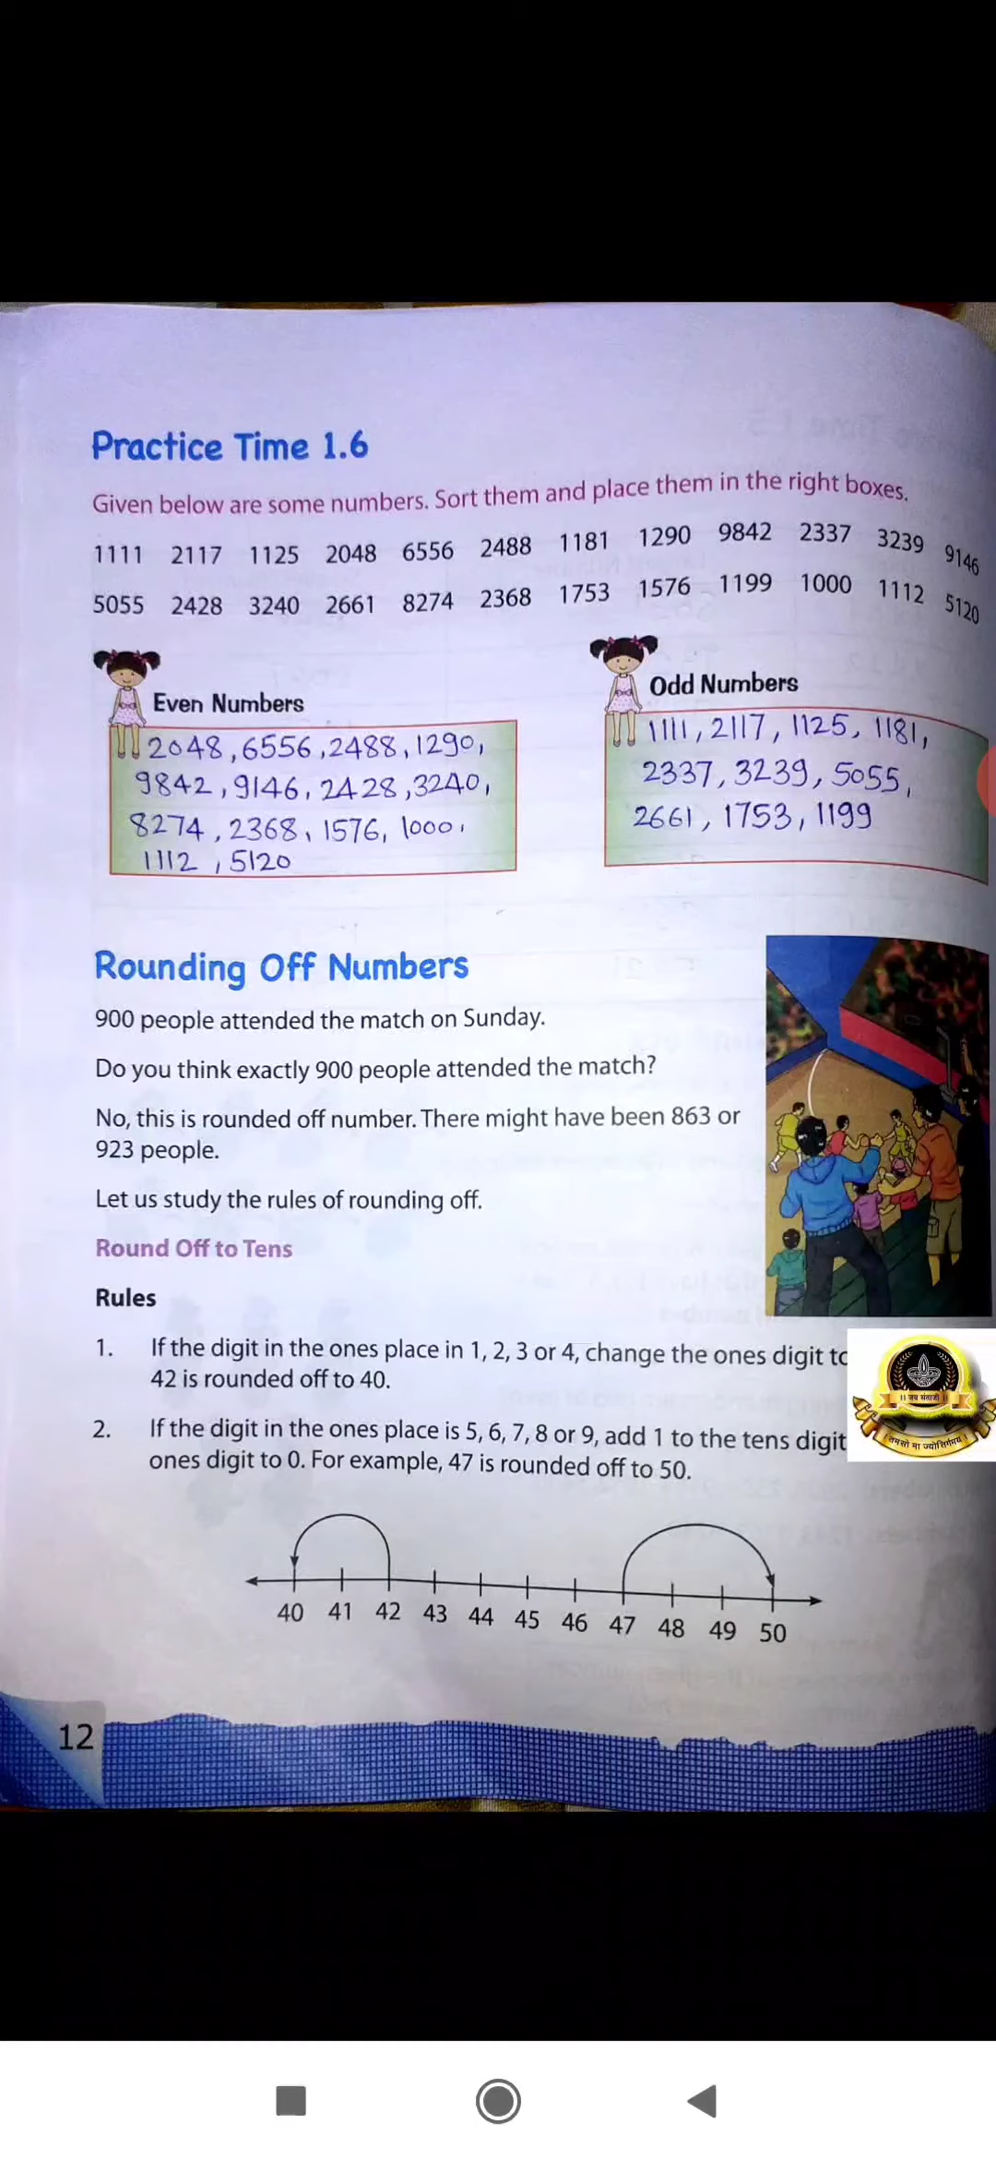 Practice Time 1.6
Given below are some numbers. Sort them and place them in the right boxes.
1111 2117 1125 2048 6556 2488 1181 1290 9842 2337 3239 9146
5055 2428 3240 2661 8274 2368 1753 1576 1199 1000 1112 5120
Even Numbers
2048, 6556, 2488, 1290,
9842, 9146, 2428, 3240,
8274, 2368, 1576, 1000,
1112, 5120
Odd Numbers
1111, 2117, 1125, 1181,
2337, 3239, 5055,
2661, 1753, 1199
Rounding Off Numbers
900 people attended the match on Sunday.
Do you think exactly 900 people attended the match?
No, this is rounded off number. There might have been 863 or
923 people.
Let us study the rules of rounding off.
Round Off to Tens
Rules
1. If the digit in the ones place in 1, 2, 3 or 4, change the ones digit to
42 is rounded off to 40.
2. If the digit in the ones place is 5, 6, 7, 8 or 9, add 1 to the tens digit
ones digit to 0. For example, 47 is rounded off to 50.
।। जय संताजी ।।
। तमसो मा ज्योतिर्गमय ।
40 41 42 43 44 45 46 47 48 49 50
12